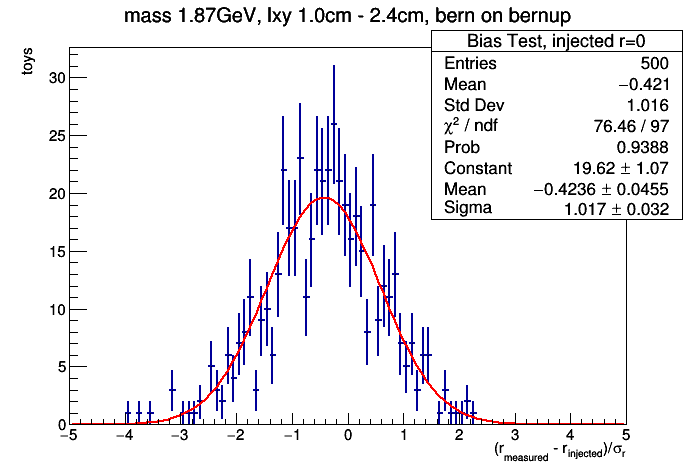 mass 1.87GeV, lxy 1.0cm - 2.4cm, bern on bernup
Bias Test, injected r=0
Entries 500
Mean −0.421
Std Dev 1.016
χ² / ndf 76.46 / 97
Prob 0.9388
Constant 19.62 ± 1.07
Mean −0.4236 ± 0.0455
Sigma 1.017 ± 0.032
toys
30
25
20
15
10
5
0
−5 −4 −3 −2 −1 0 1 2 3 4 5
(r_measured - r_injected)/σ_r